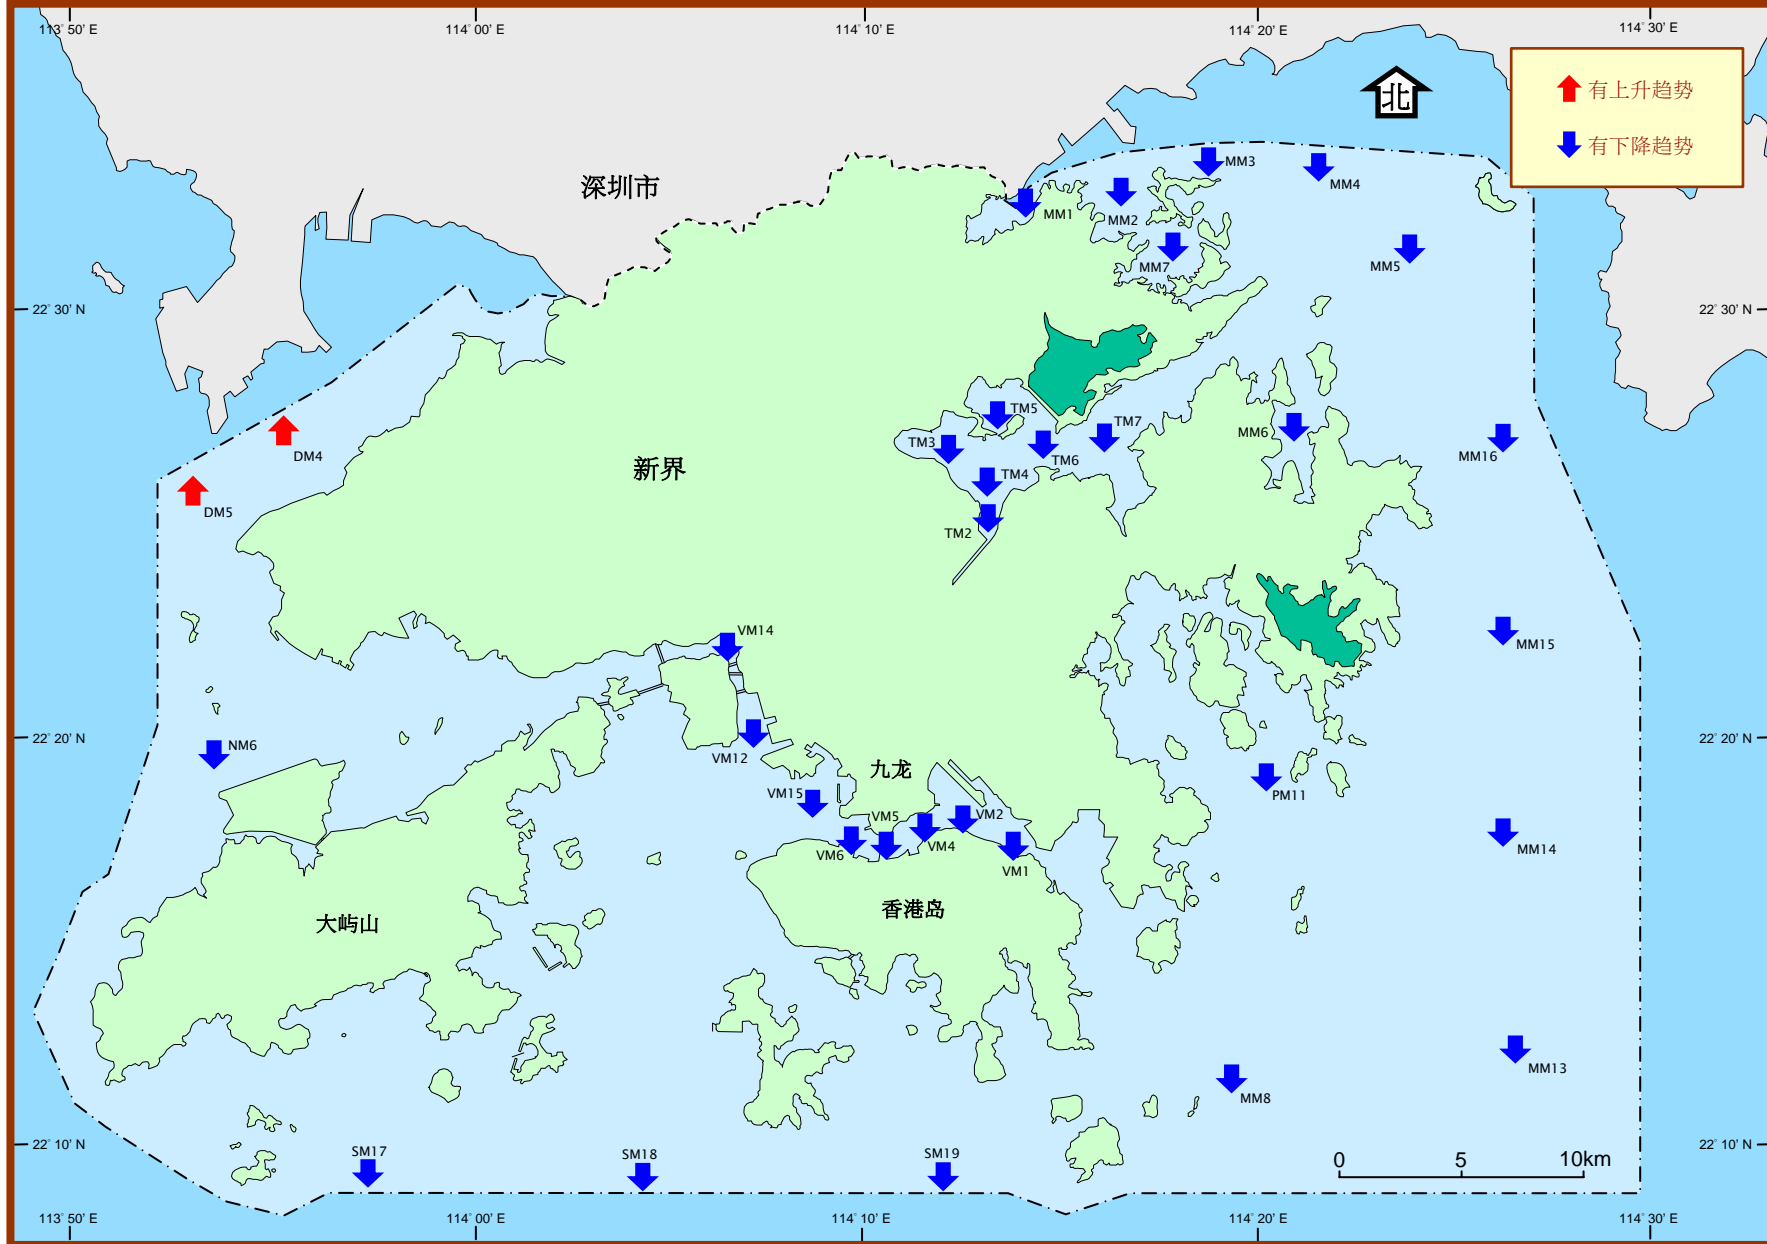 113° 50' E
114° 00' E
114° 10' E
114° 20' E
114° 30' E
北
有上升趋势
有下降趋势
深圳市
MM3
MM4
MM1
MM2
MM7
MM5
22° 30' N
22° 30' N
TM5
TM7
TM3
TM6
TM4
TM2
MM6
MM16
DM4
DM5
新界
VM14
MM15
22° 20' N
22° 20' N
NM6
VM12
九龙
VM15
VM5
VM2
PM11
VM6
VM4
VM1
MM14
大屿山
香港岛
MM13
MM8
22° 10' N
22° 10' N
SM17
SM18
SM19
0 5 10km
113° 50' E
114° 00' E
114° 10' E
114° 20' E
114° 30' E